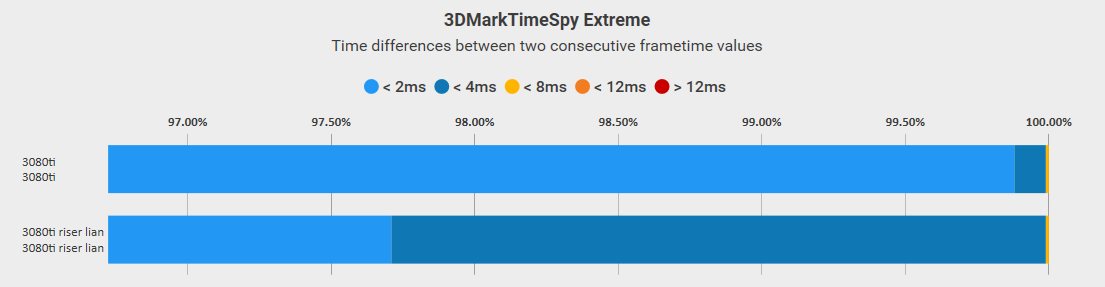 3DMarkTimeSpy Extreme
Time differences between two consecutive frametime values
< 2ms < 4ms < 8ms < 12ms > 12ms
97.00% 97.50% 98.00% 98.50% 99.00% 99.50% 100.00%
3080ti
3080ti
3080ti riser lian
3080ti riser lian